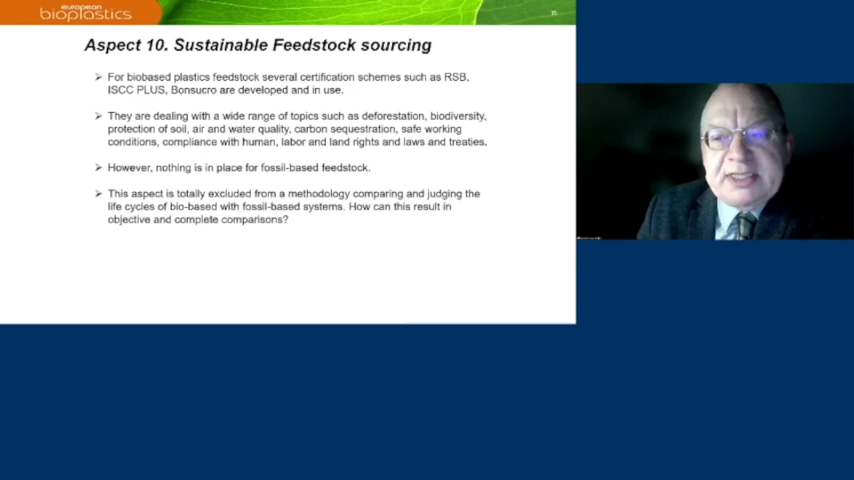 european
bioplastics
Aspect 10. Sustainable Feedstock sourcing
For biobased plastics feedstock several certification schemes such as RSB,
ISCC PLUS, Bonsucro are developed and in use.
They are dealing with a wide range of topics such as deforestation, biodiversity,
protection of soil, air and water quality, carbon sequestration, safe working
conditions, compliance with human, labor and land rights and laws and treaties.
However, nothing is in place for fossil-based feedstock.
This aspect is totally excluded from a methodology comparing and judging the
life cycles of bio-based with fossil-based systems. How can this result in
objective and complete comparisons?